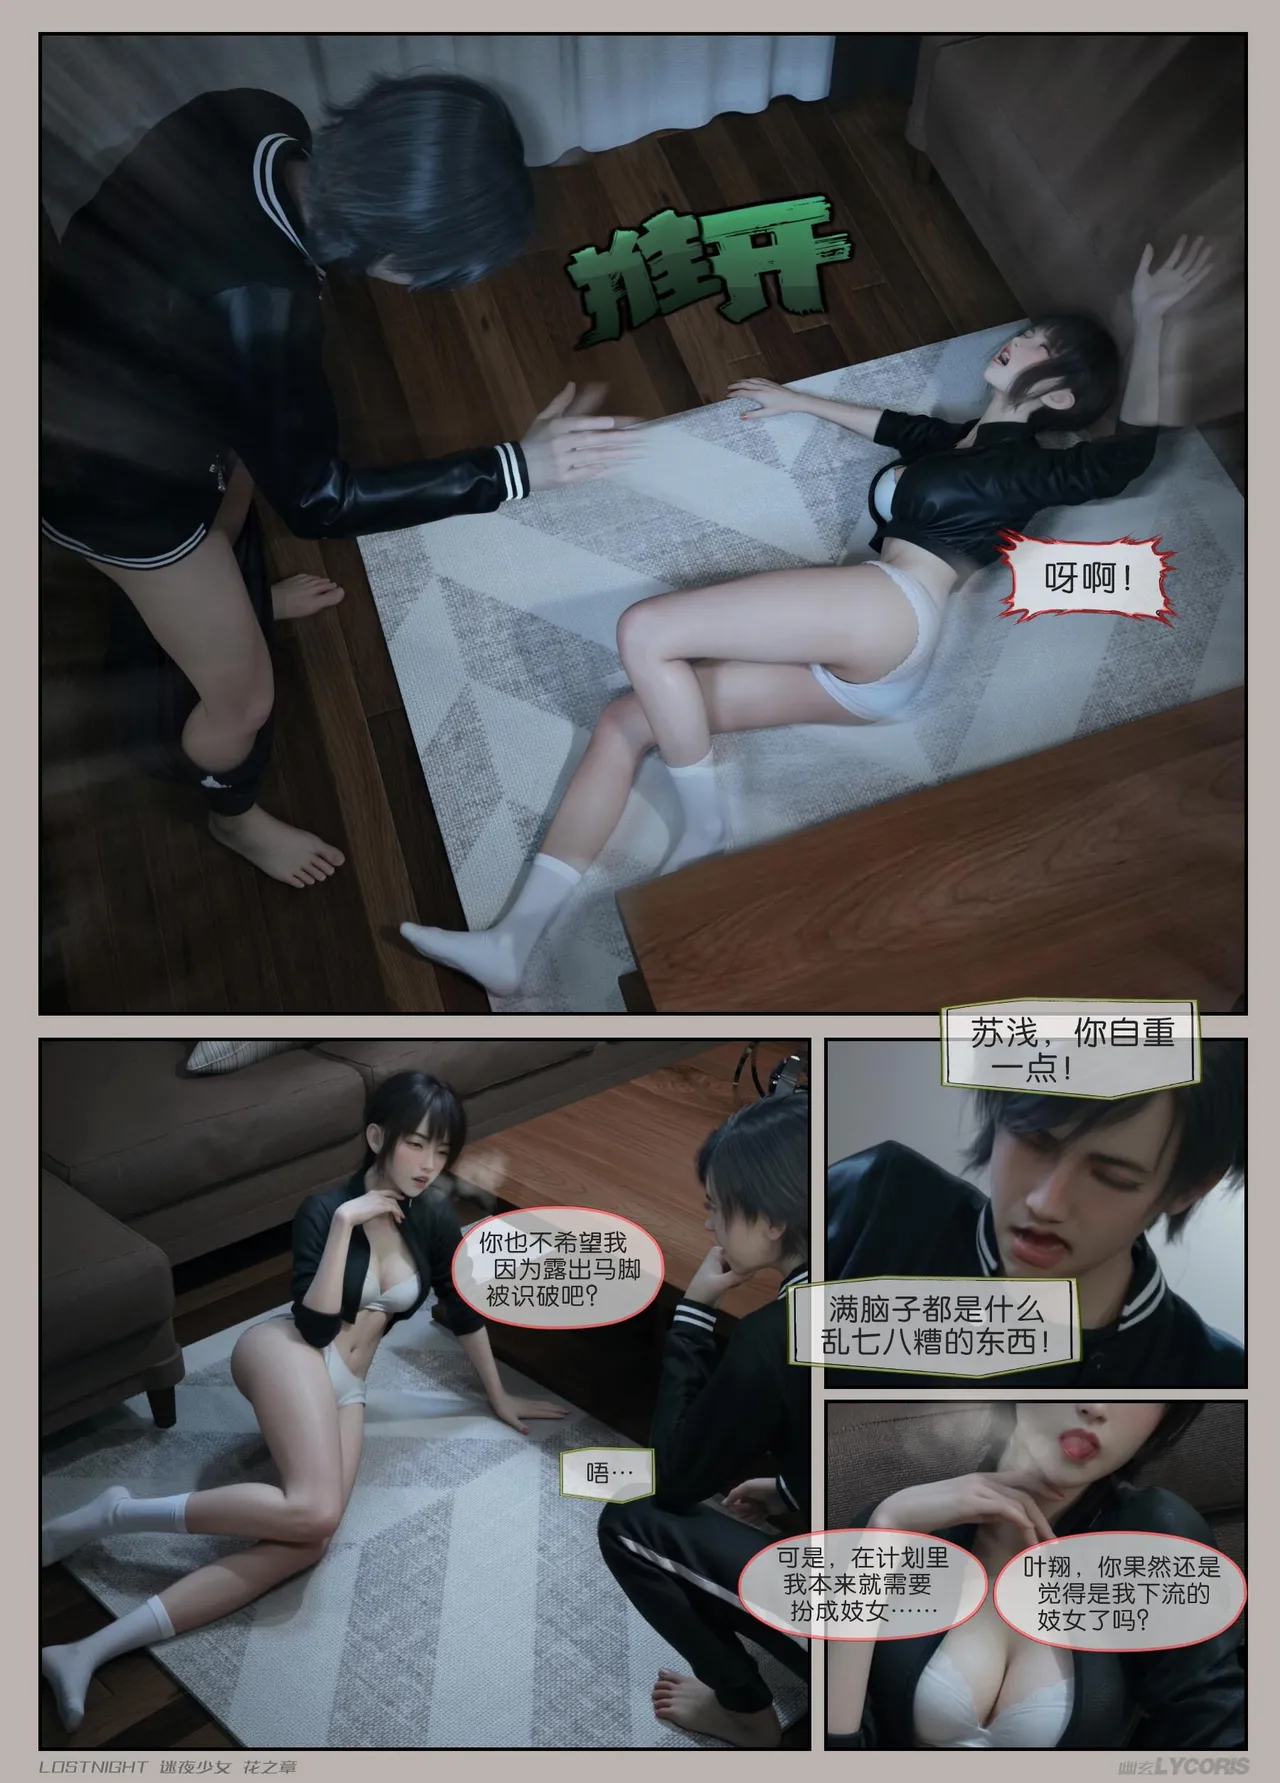 推开
呀啊！
苏浅，你自重
一点！
满脑子都是什么
乱七八糟的东西！
你也不希望我
因为露出马脚
被识破吧？
唔…
可是，在计划里
我本来就需要
扮成妓女……
叶翔，你果然还是
觉得是我下流的
妓女了吗？
LOSTNIGHT 迷夜少女 花之章
幽玄LYCORIS